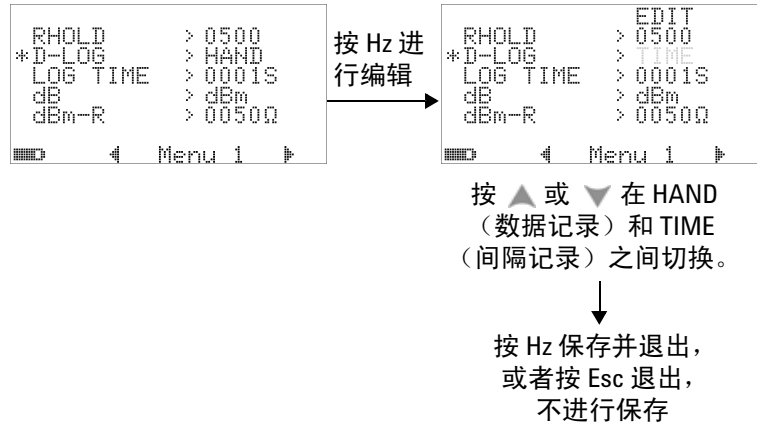 RHOLD > 0500
*D-LOG > HAND
LOG TIME > 0001S
dB > dBm
dBm-R > 0050Ω
Menu 1
按 Hz 进
行编辑
EDIT
RHOLD > 0500
*D-LOG > TIME
LOG TIME > 0001S
dB > dBm
dBm-R > 0050Ω
Menu 1
按 ▲ 或 ▼ 在 HAND
（数据记录）和 TIME
（间隔记录）之间切换。
按 Hz 保存并退出，
或者按 Esc 退出，
不进行保存